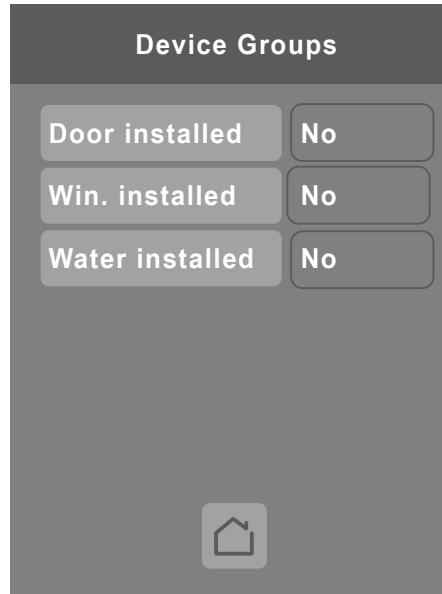 Device Groups
Door installed No
Win. installed No
Water installed No